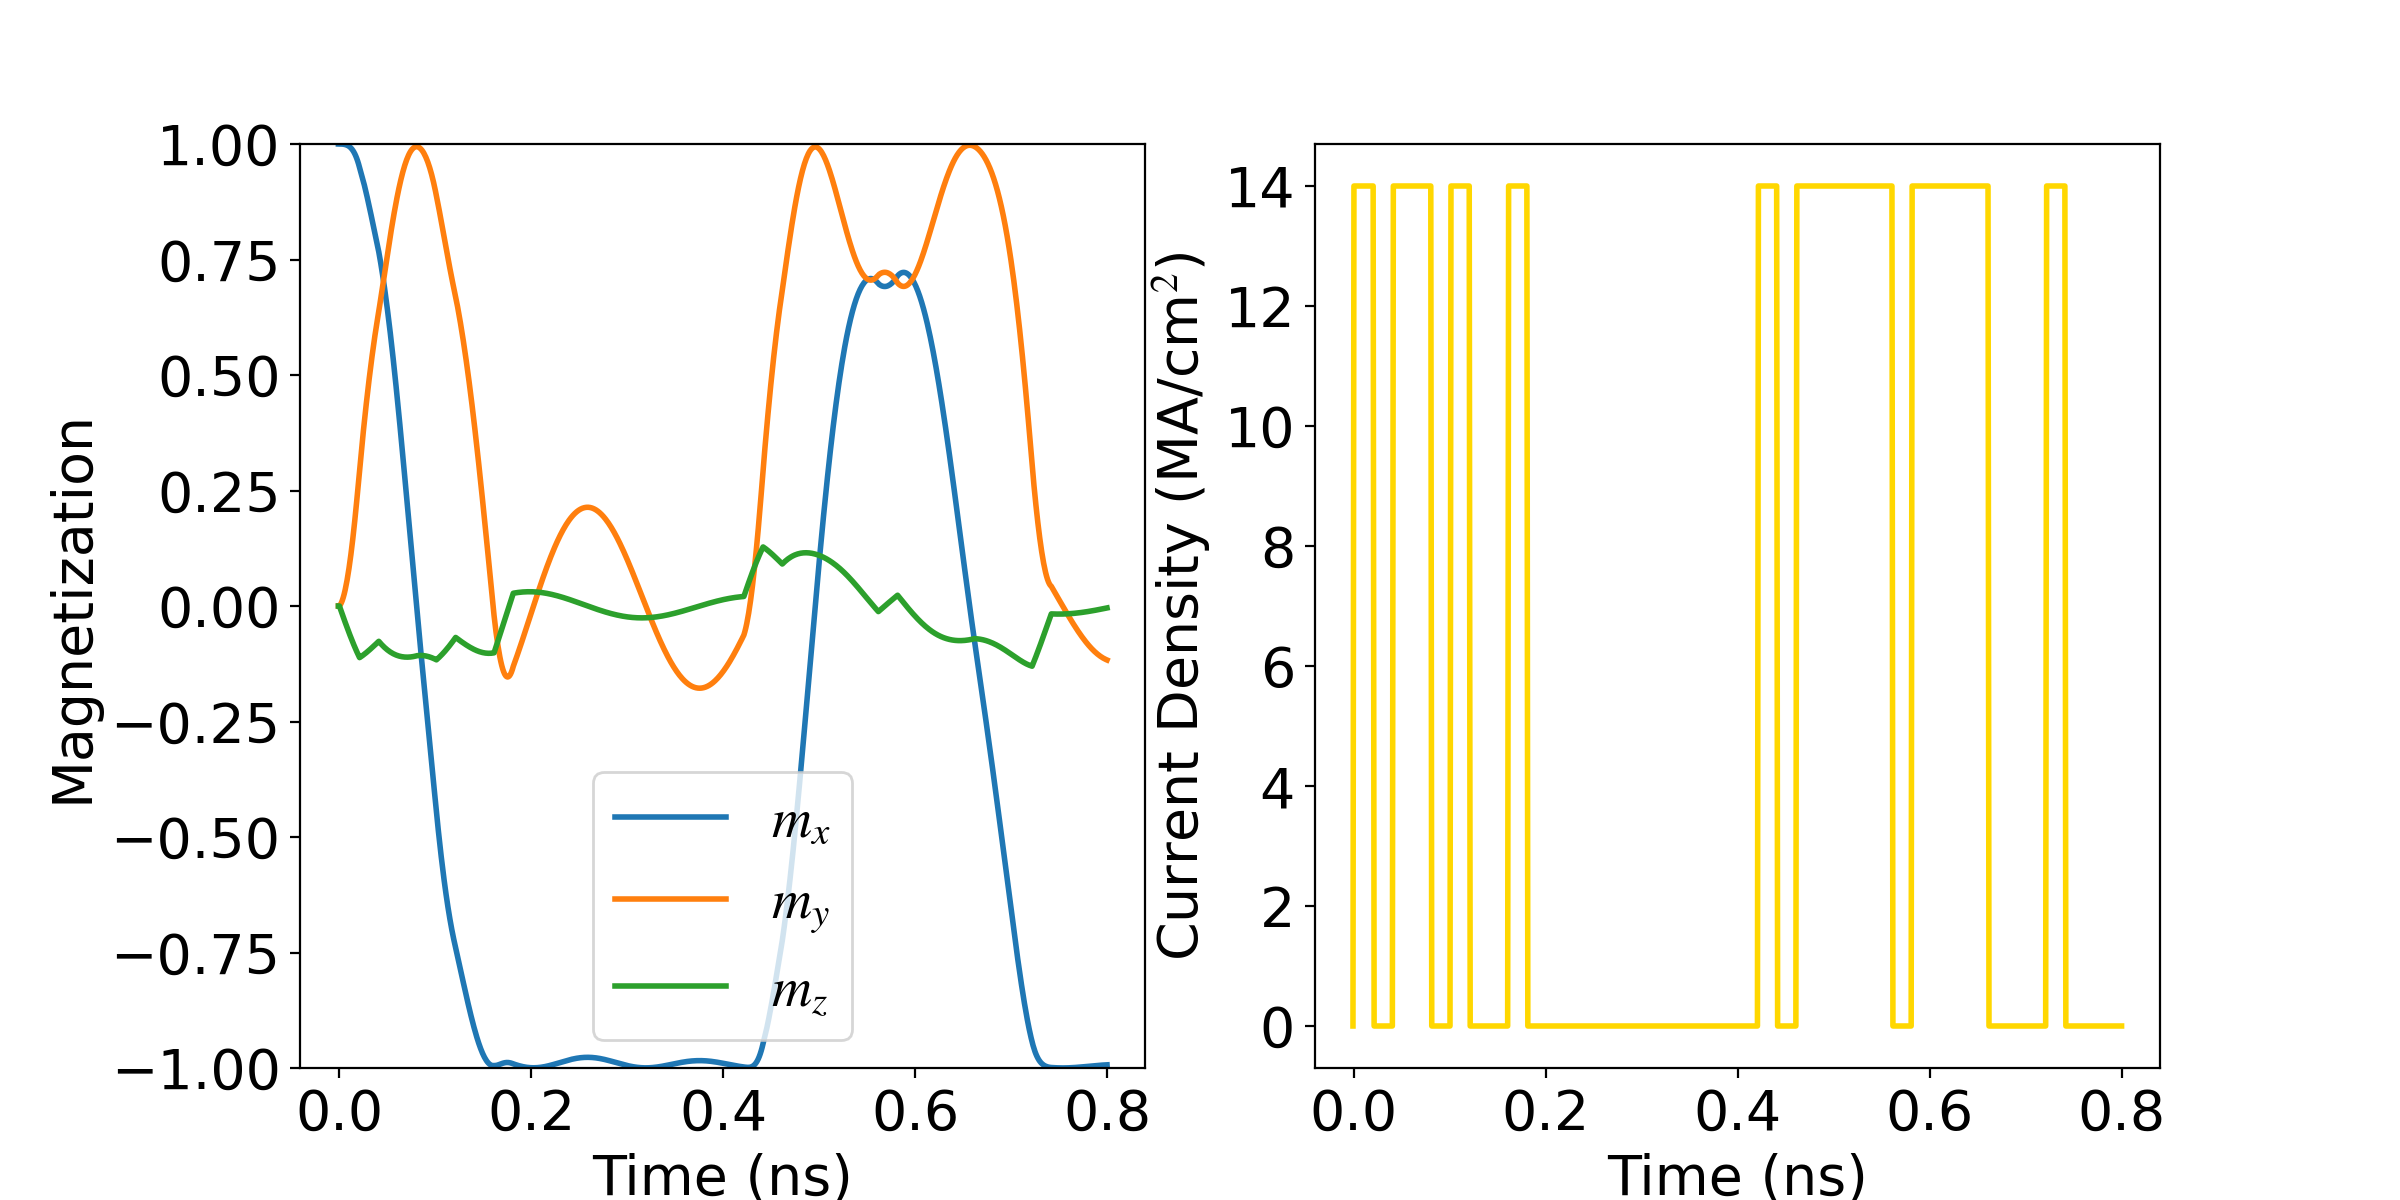 Magnetization
1.00
0.75
0.50
0.25
0.00
−0.25
−0.50
−0.75
−1.00
0.0 0.2 0.4 0.6 0.8
Time (ns)
m_x
m_y
m_z
Current Density (MA/cm²)
14
12
10
8
6
4
2
0
0.0 0.2 0.4 0.6 0.8
Time (ns)